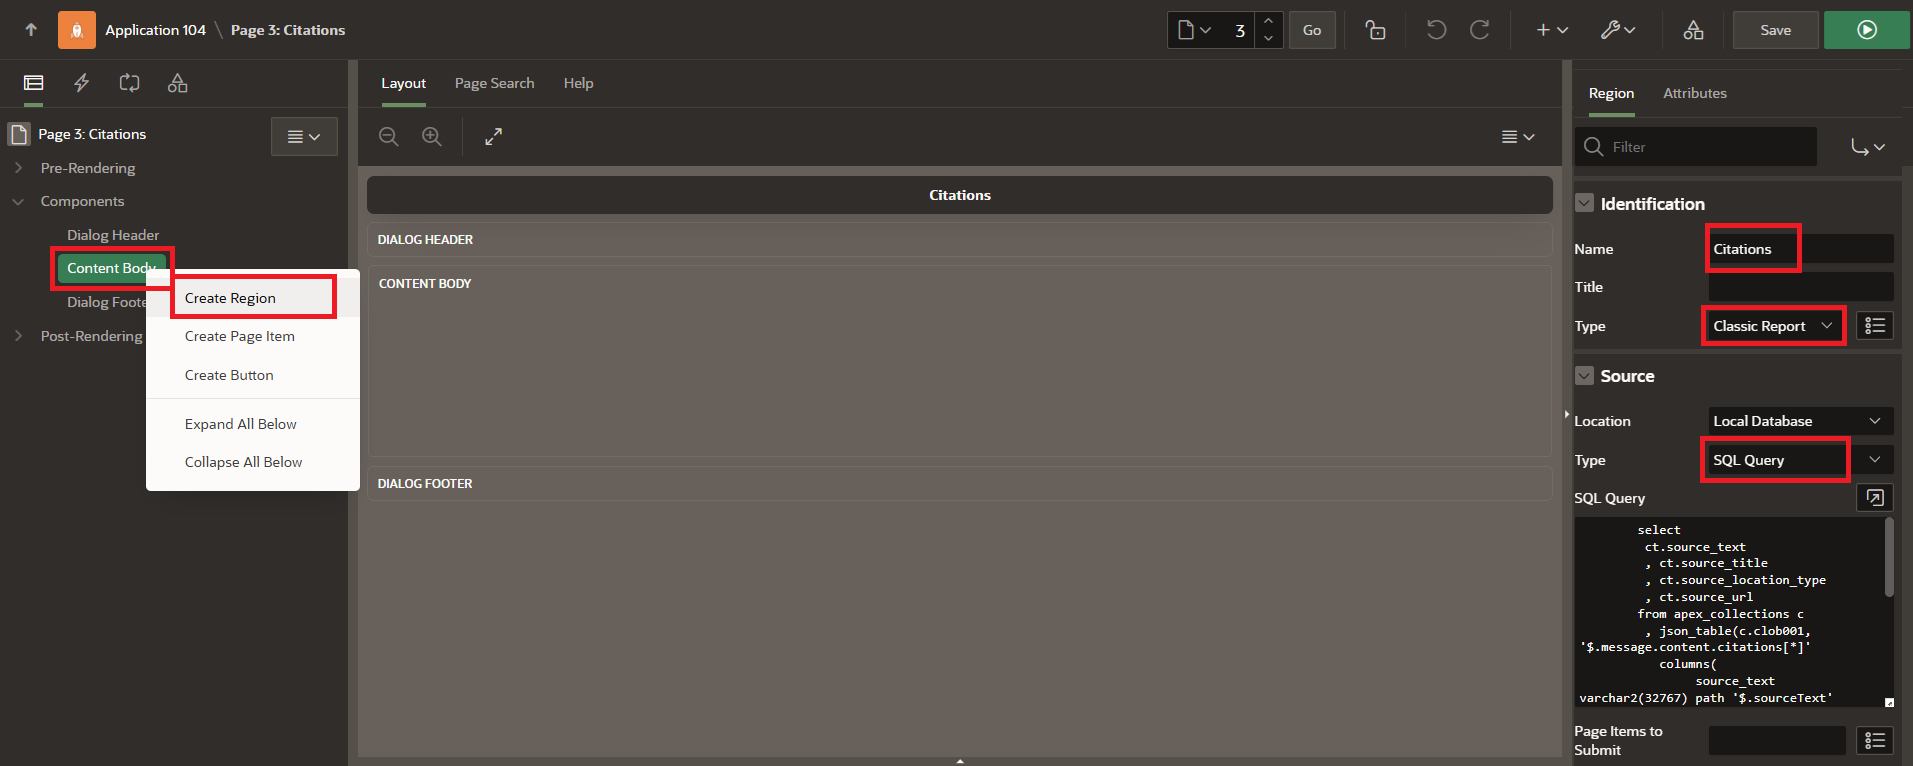 Application 104 \ Page 3: Citations
3
Go
Save
Page 3: Citations
Pre-Rendering
Components
Dialog Header
Content Body
Dialog Foote
Post-Rendering
Create Region
Create Page Item
Create Button
Expand All Below
Collapse All Below
Layout Page Search Help
Citations
DIALOG HEADER
CONTENT BODY
DIALOG FOOTER
Region Attributes
Filter
Identification
Name Citations
Title
Type Classic Report
Source
Location Local Database
Type SQL Query
SQL Query
select
ct.source_text
, ct.source_title
, ct.source_location_type
, ct.source_url
from apex_collections c
, json_table(c.clob001,
'$.message.content.citations[*]'
columns(
source_text
varchar2(32767) path '$.sourceText'
Page Items to
Submit